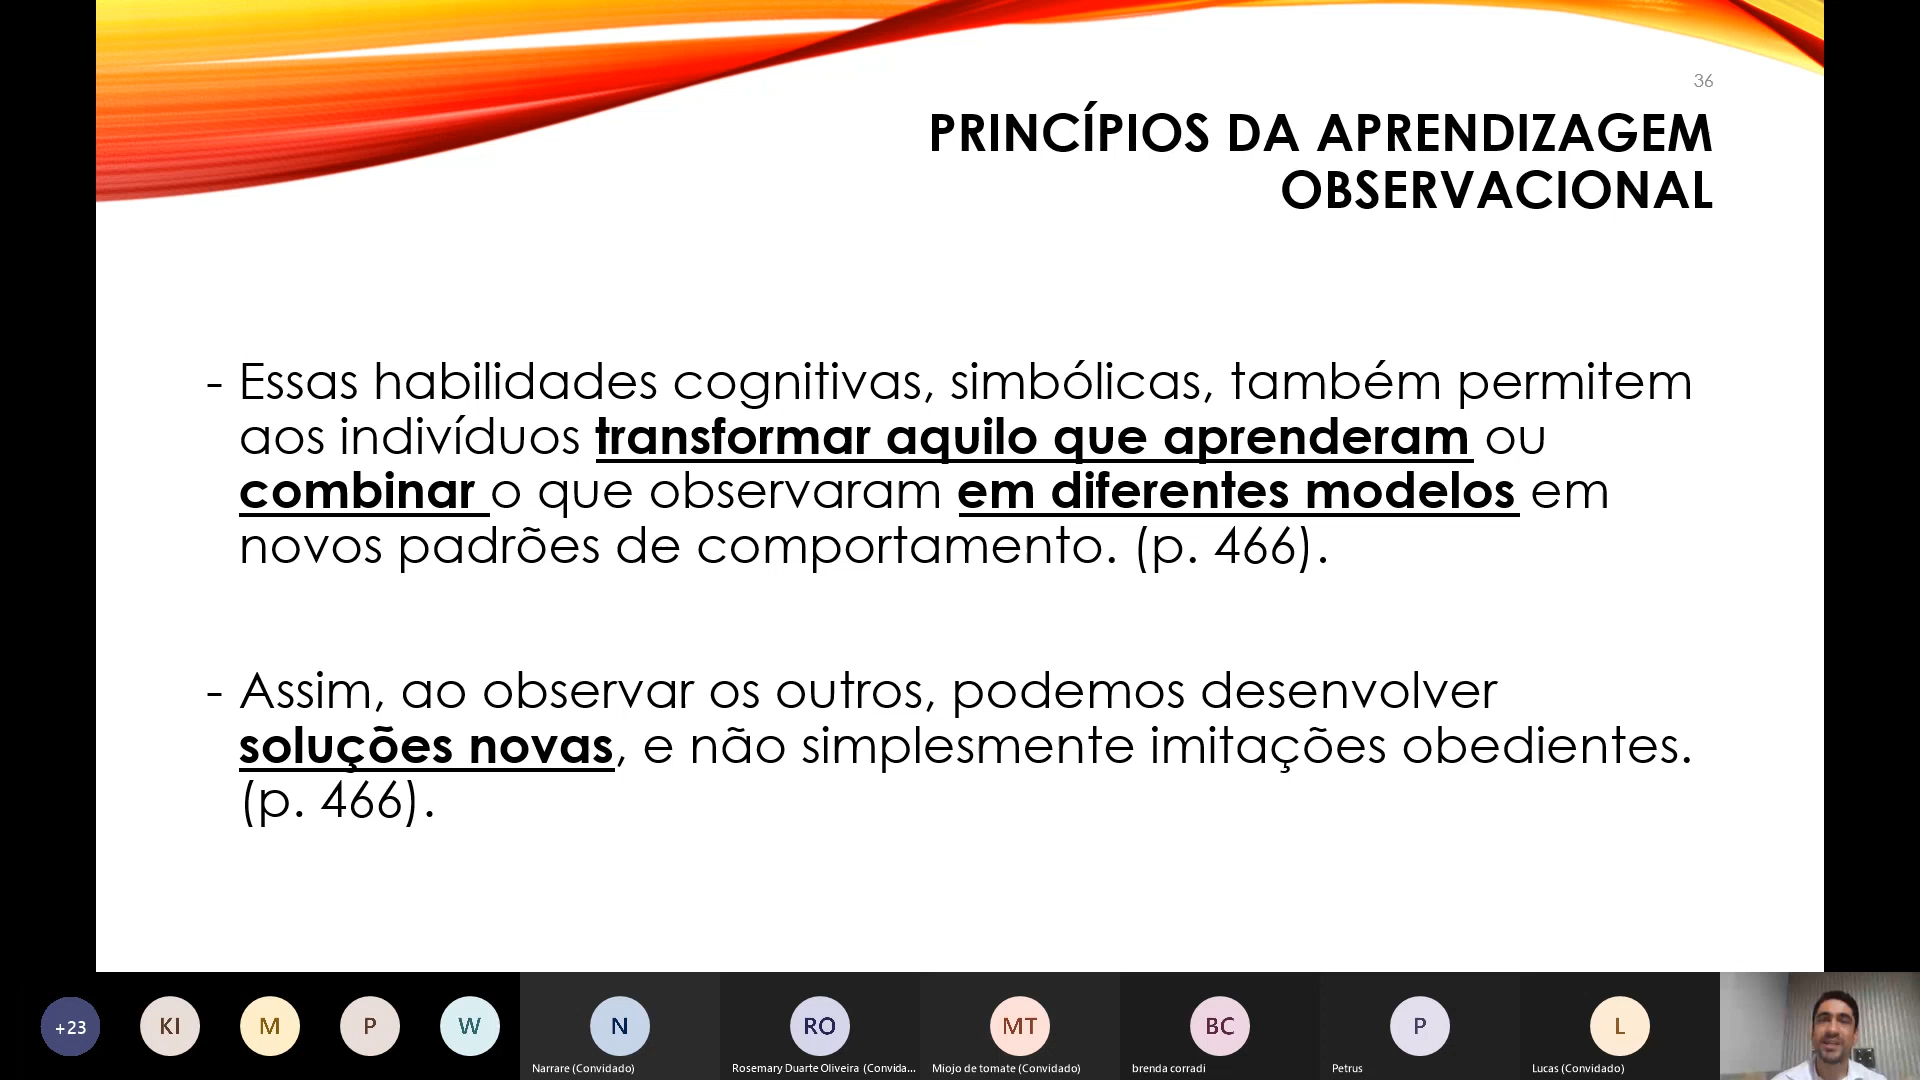 36
PRINCÍPIOS DA APRENDIZAGEM
OBSERVACIONAL
- Essas habilidades cognitivas, simbólicas, também permitem
aos indivíduos transformar aquilo que aprenderam ou
combinar o que observaram em diferentes modelos em
novos padrões de comportamento. (p. 466).
- Assim, ao observar os outros, podemos desenvolver
soluções novas, e não simplesmente imitações obedientes.
(p. 466).
+23
KI
M
P
W
N
RO
MT
BC
P
L
Narrare (Convidado)
Rosemary Duarte Oliveira (Convida...
Miojo de tomate (Convidado)
brenda corradi
Petrus
Lucas (Convidado)